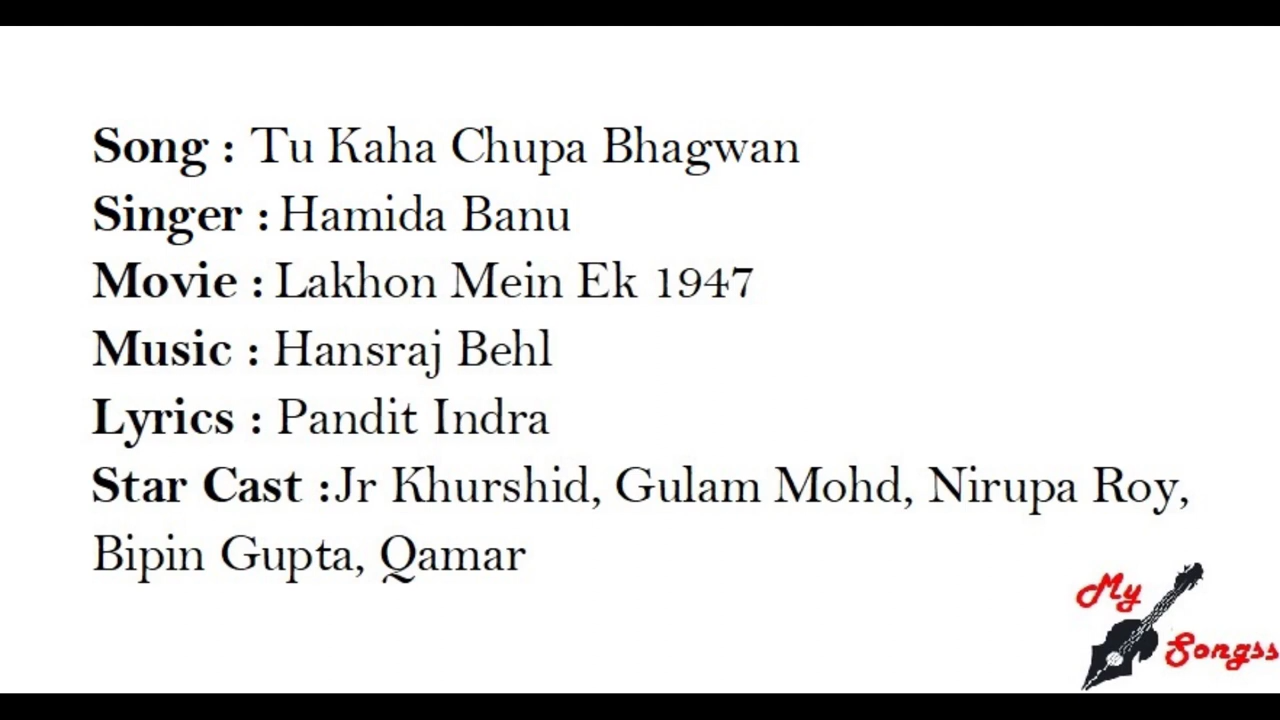 Song : Tu Kaha Chupa Bhagwan
Singer : Hamida Banu
Movie : Lakhon Mein Ek 1947
Music : Hansraj Behl
Lyrics : Pandit Indra
Star Cast :Jr Khurshid, Gulam Mohd, Nirupa Roy,
Bipin Gupta, Qamar
My
Songss